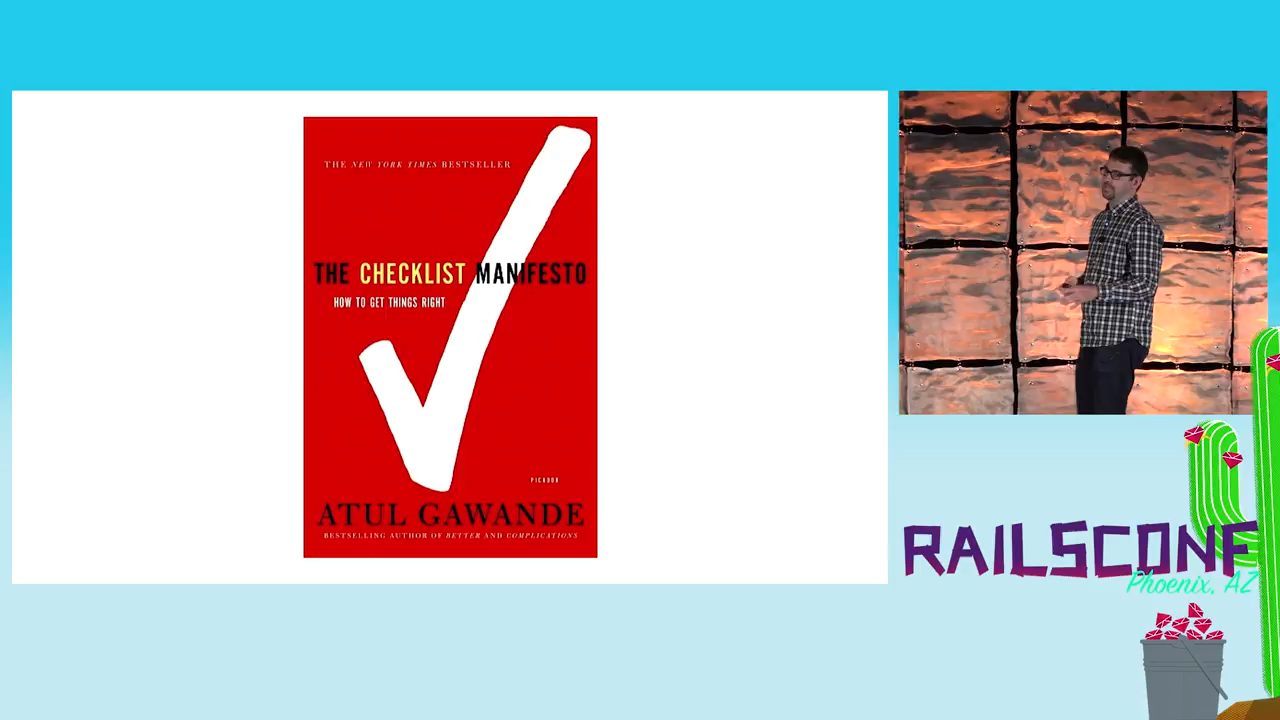 THE NEW YORK TIMES BESTSELLER
THE CHECKLIST MANIFESTO
HOW TO GET THINGS RIGHT
PICADOR
ATUL GAWANDE
BESTSELLING AUTHOR OF BETTER AND COMPLICATIONS
RAILSCONF
Phoenix, AZ